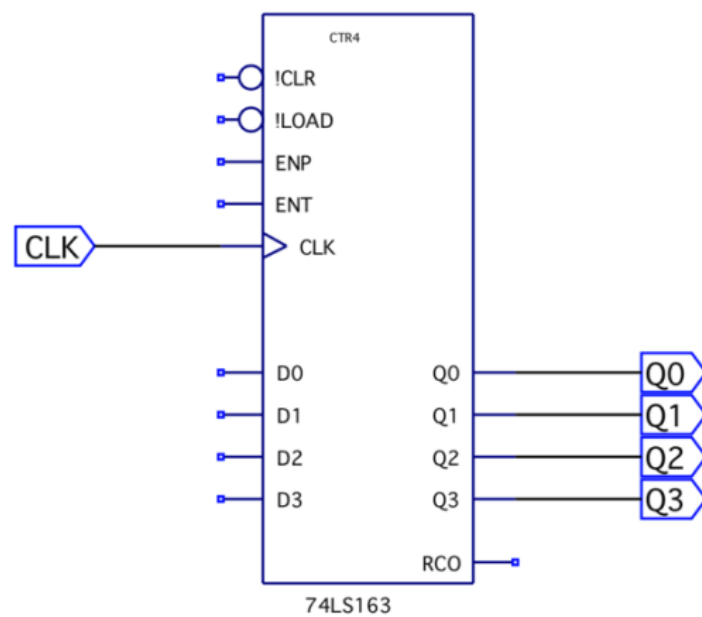 CTR4
!CLR
!LOAD
ENP
ENT
CLK CLK
D0 Q0 Q0
D1 Q1 Q1
D2 Q2 Q2
D3 Q3 Q3
RCO
74LS163